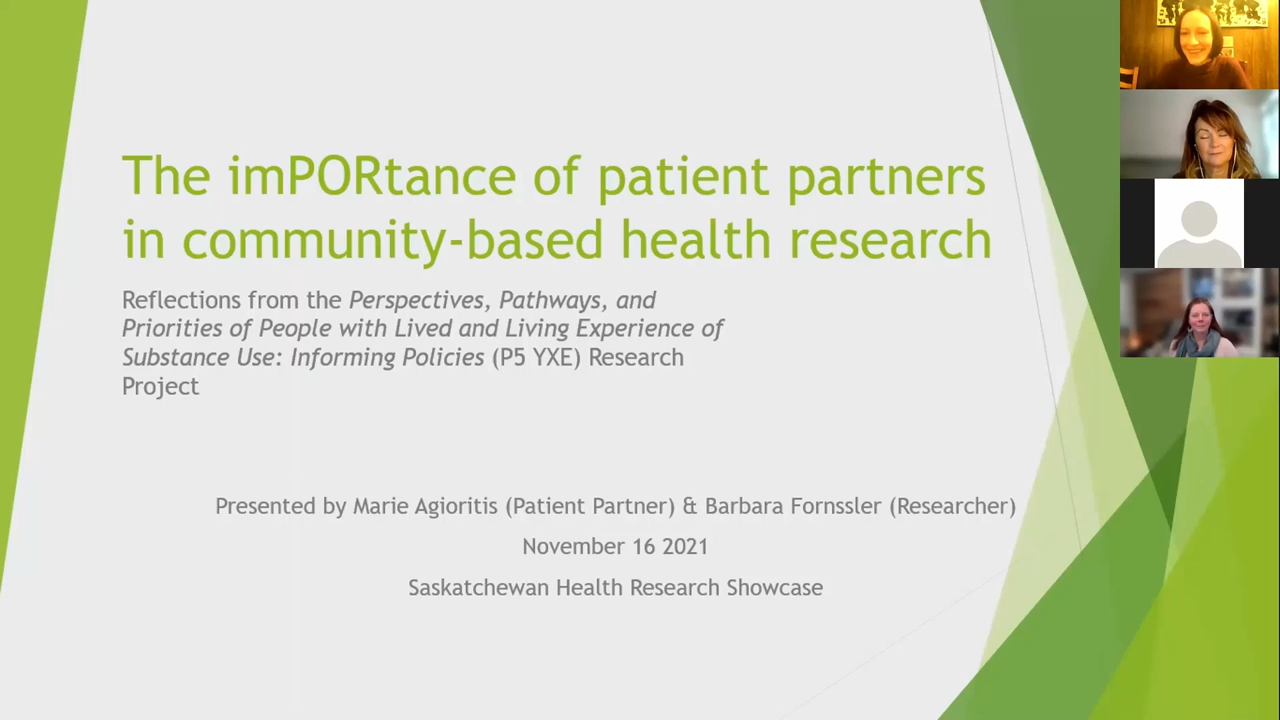 The imPORtance of patient partners
in community-based health research
Reflections from the Perspectives, Pathways, and
Priorities of People with Lived and Living Experience of
Substance Use: Informing Policies (P5 YXE) Research
Project
Presented by Marie Agioritis (Patient Partner) & Barbara Fornssler (Researcher)
November 16 2021
Saskatchewan Health Research Showcase